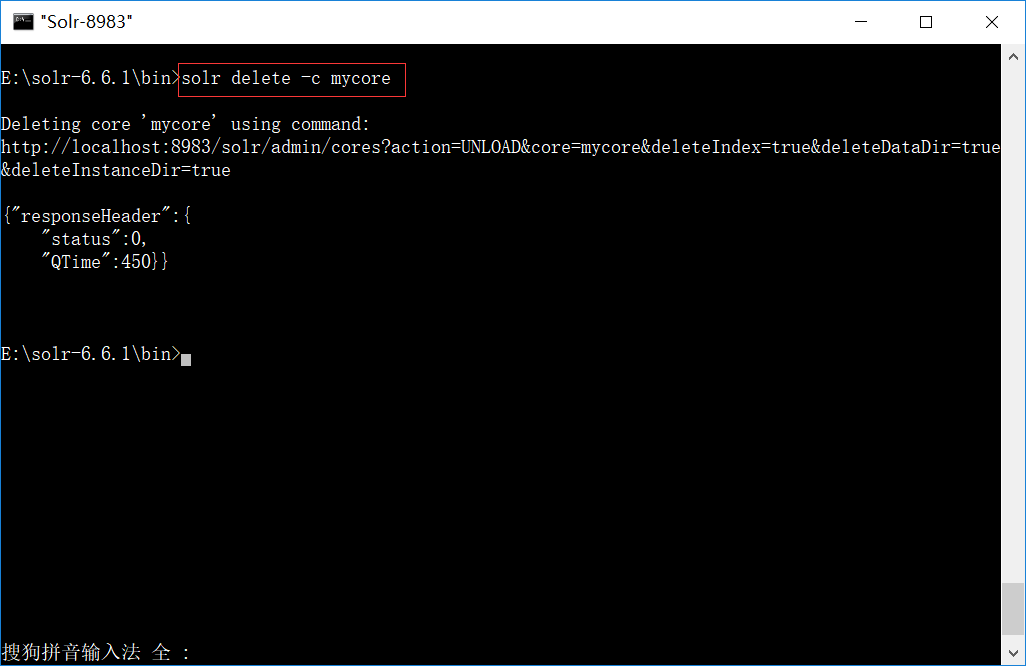 "Solr-8983"
E:\solr-6.6.1\bin>solr delete -c mycore
Deleting core 'mycore' using command:
http://localhost:8983/solr/admin/cores?action=UNLOAD&core=mycore&deleteIndex=true&deleteDataDir=true
&deleteInstanceDir=true
{"responseHeader":{
    "status":0,
    "QTime":450}}
E:\solr-6.6.1\bin>
搜狗拼音输入法 全 :